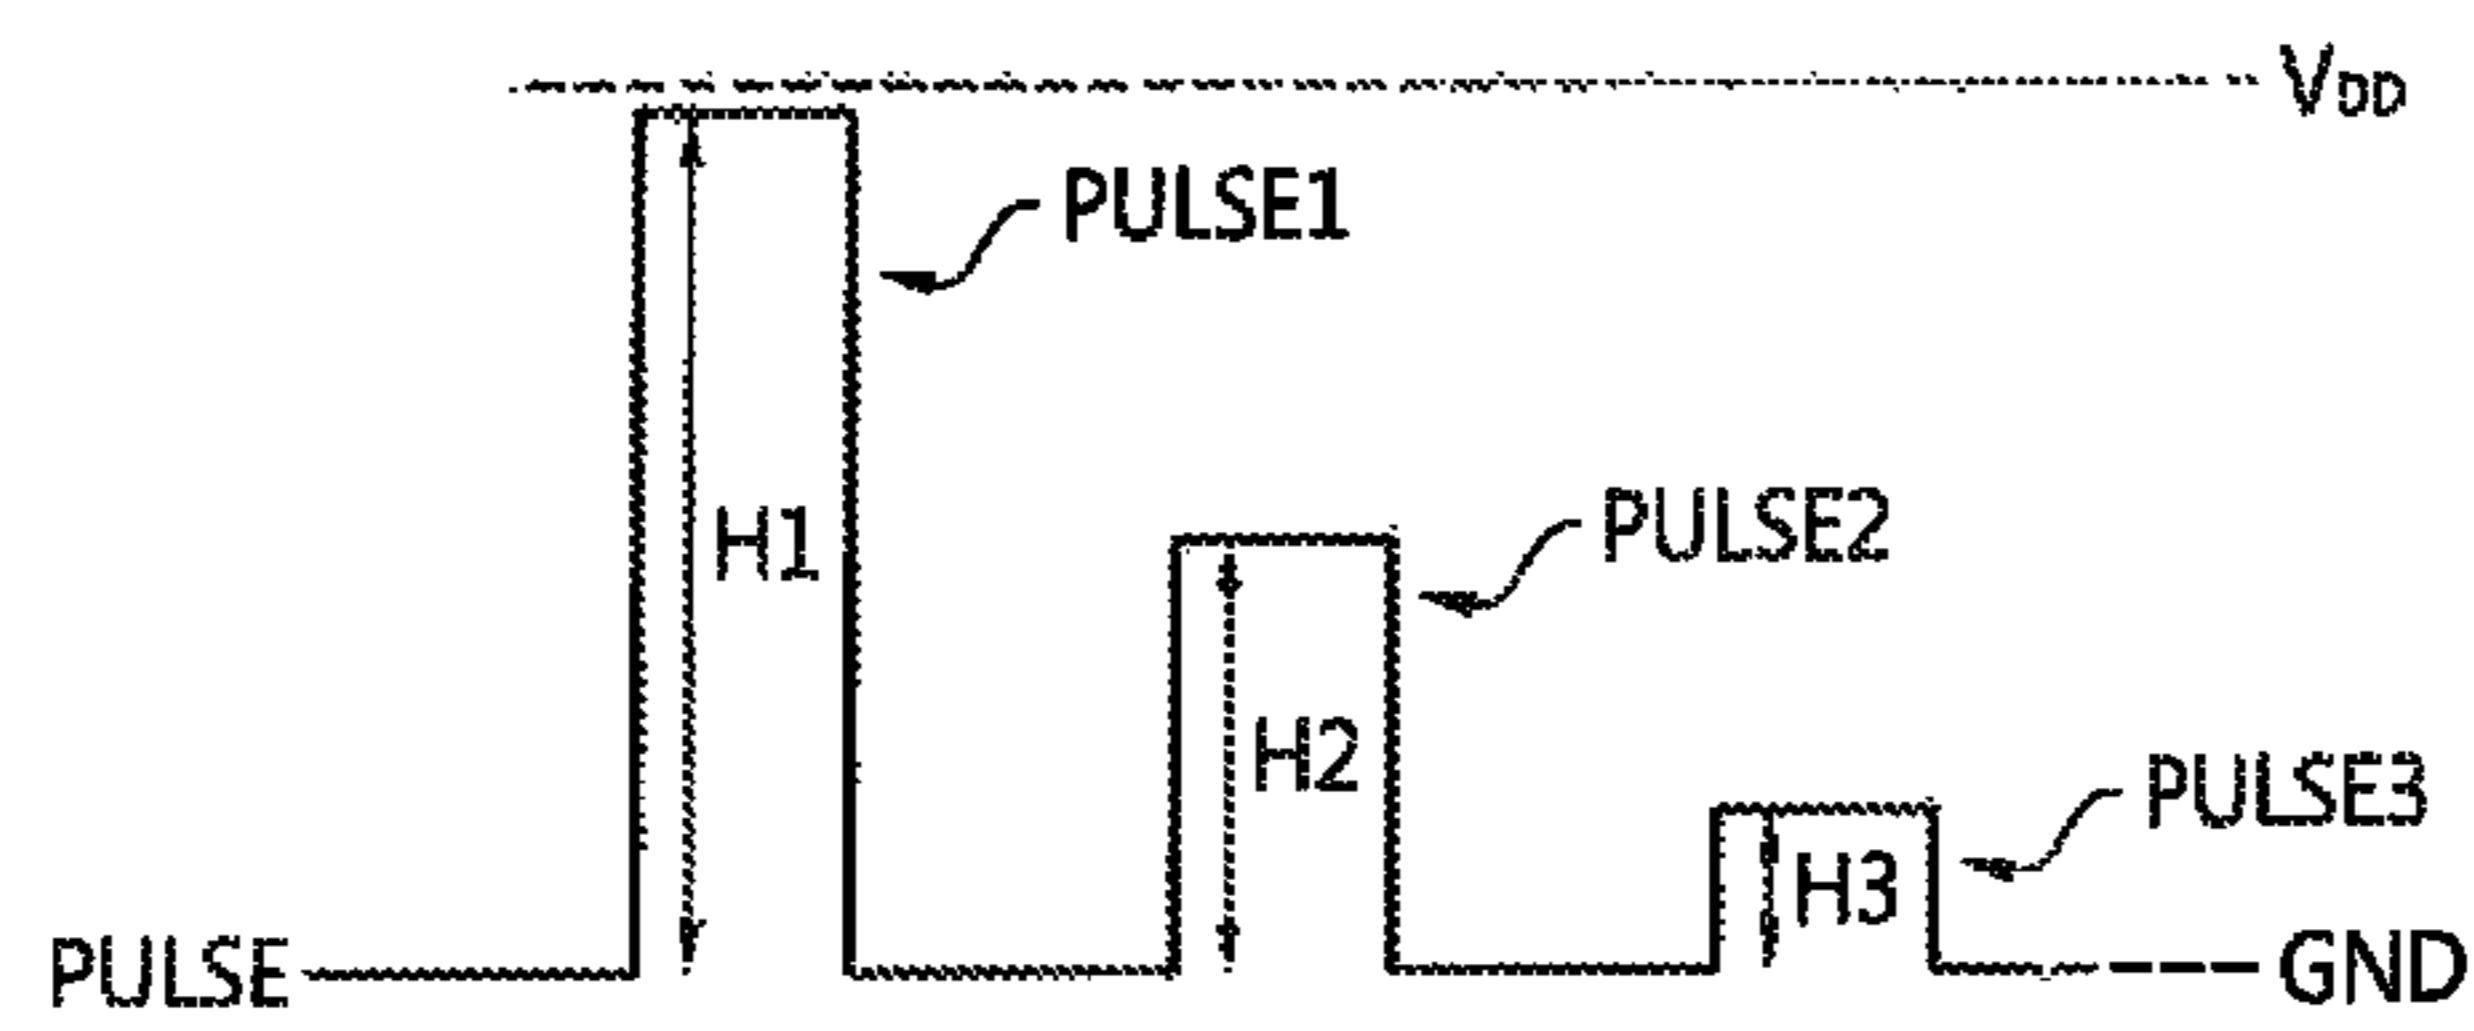 VDD
PULSE1
H1
PULSE2
H2
PULSE3
H3
PULSE
GND